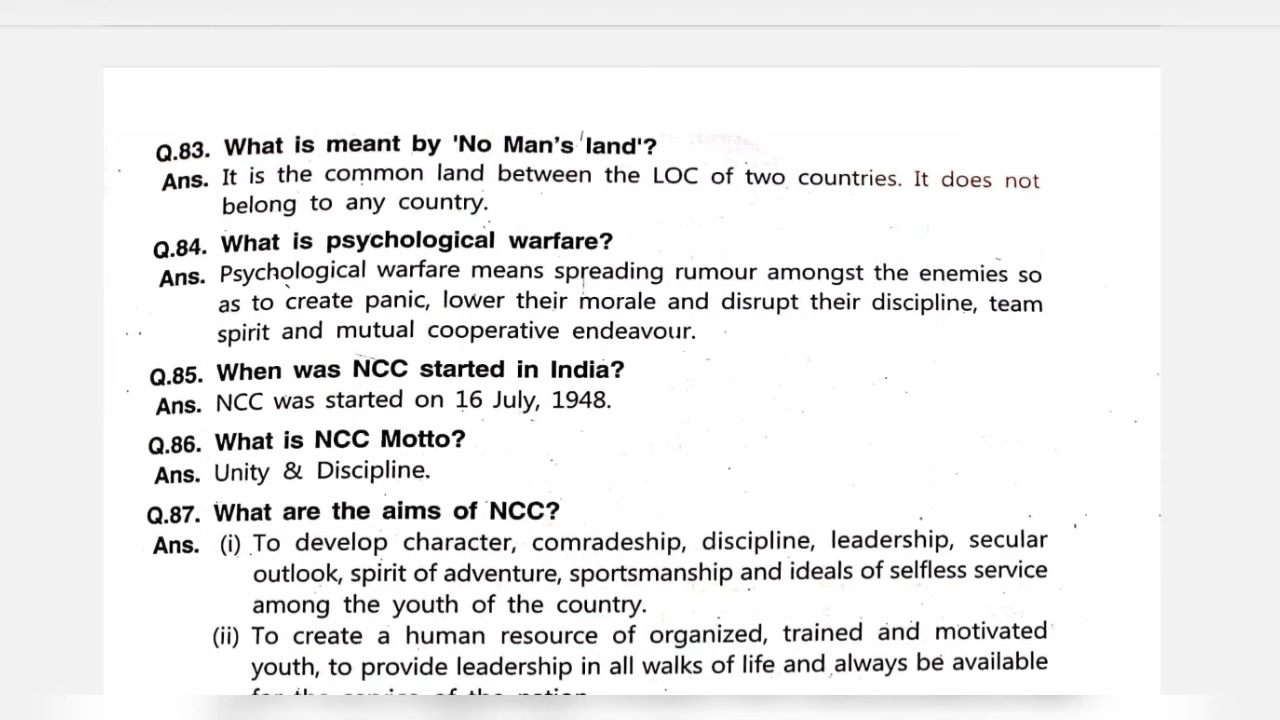 Q.83. What is meant by 'No Man's land'?
Ans. It is the common land between the LOC of two countries. It does not
belong to any country.
Q.84. What is psychological warfare?
Ans. Psychological warfare means spreading rumour amongst the enemies so
as to create panic, lower their morale and disrupt their discipline, team
spirit and mutual cooperative endeavour.
Q.85. When was NCC started in India?
Ans. NCC was started on 16 July, 1948.
Q.86. What is NCC Motto?
Ans. Unity & Discipline.
Q.87. What are the aims of NCC?
Ans. (i) To develop character, comradeship, discipline, leadership, secular
outlook, spirit of adventure, sportsmanship and ideals of selfless service
among the youth of the country.
(ii) To create a human resource of organized, trained and motivated
youth, to provide leadership in all walks of life and always be available
for the service of the nation